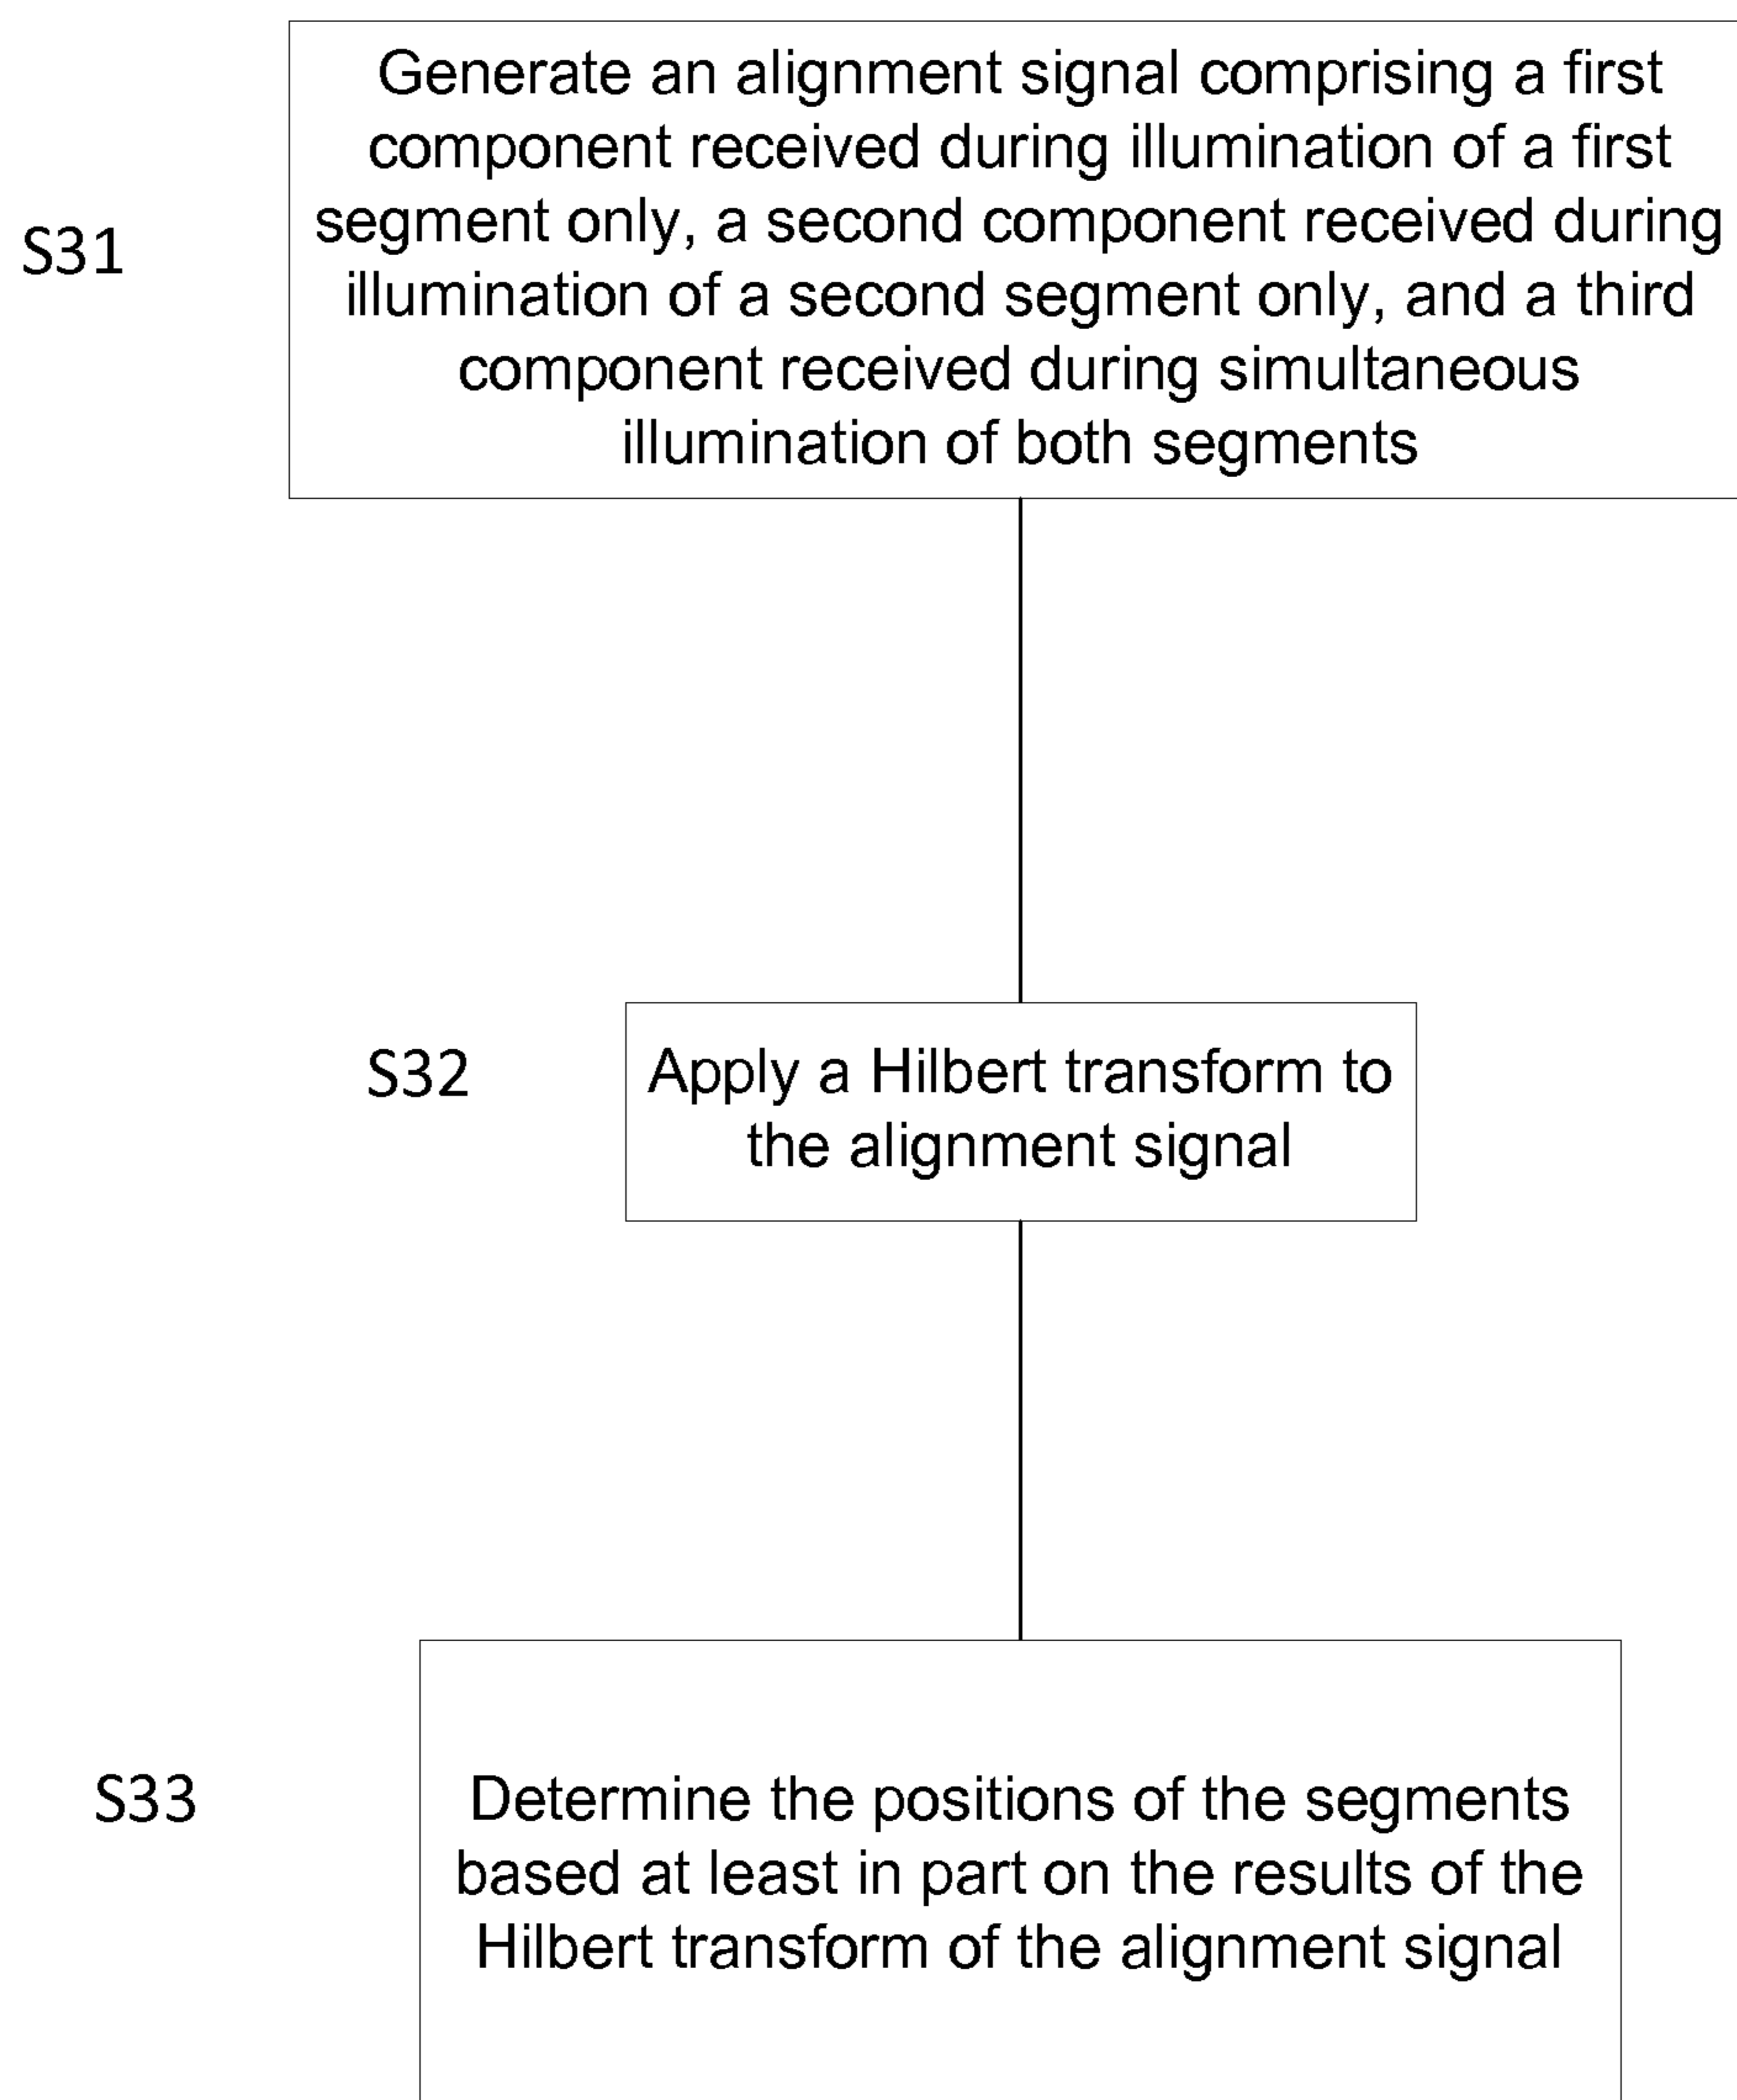 Generate an alignment signal comprising a first
component received during illumination of a first
segment only, a second component received during
illumination of a second segment only, and a third
component received during simultaneous
illumination of both segments
S31
S32
Apply a Hilbert transform to
the alignment signal
S33
Determine the positions of the segments
based at least in part on the results of the
Hilbert transform of the alignment signal